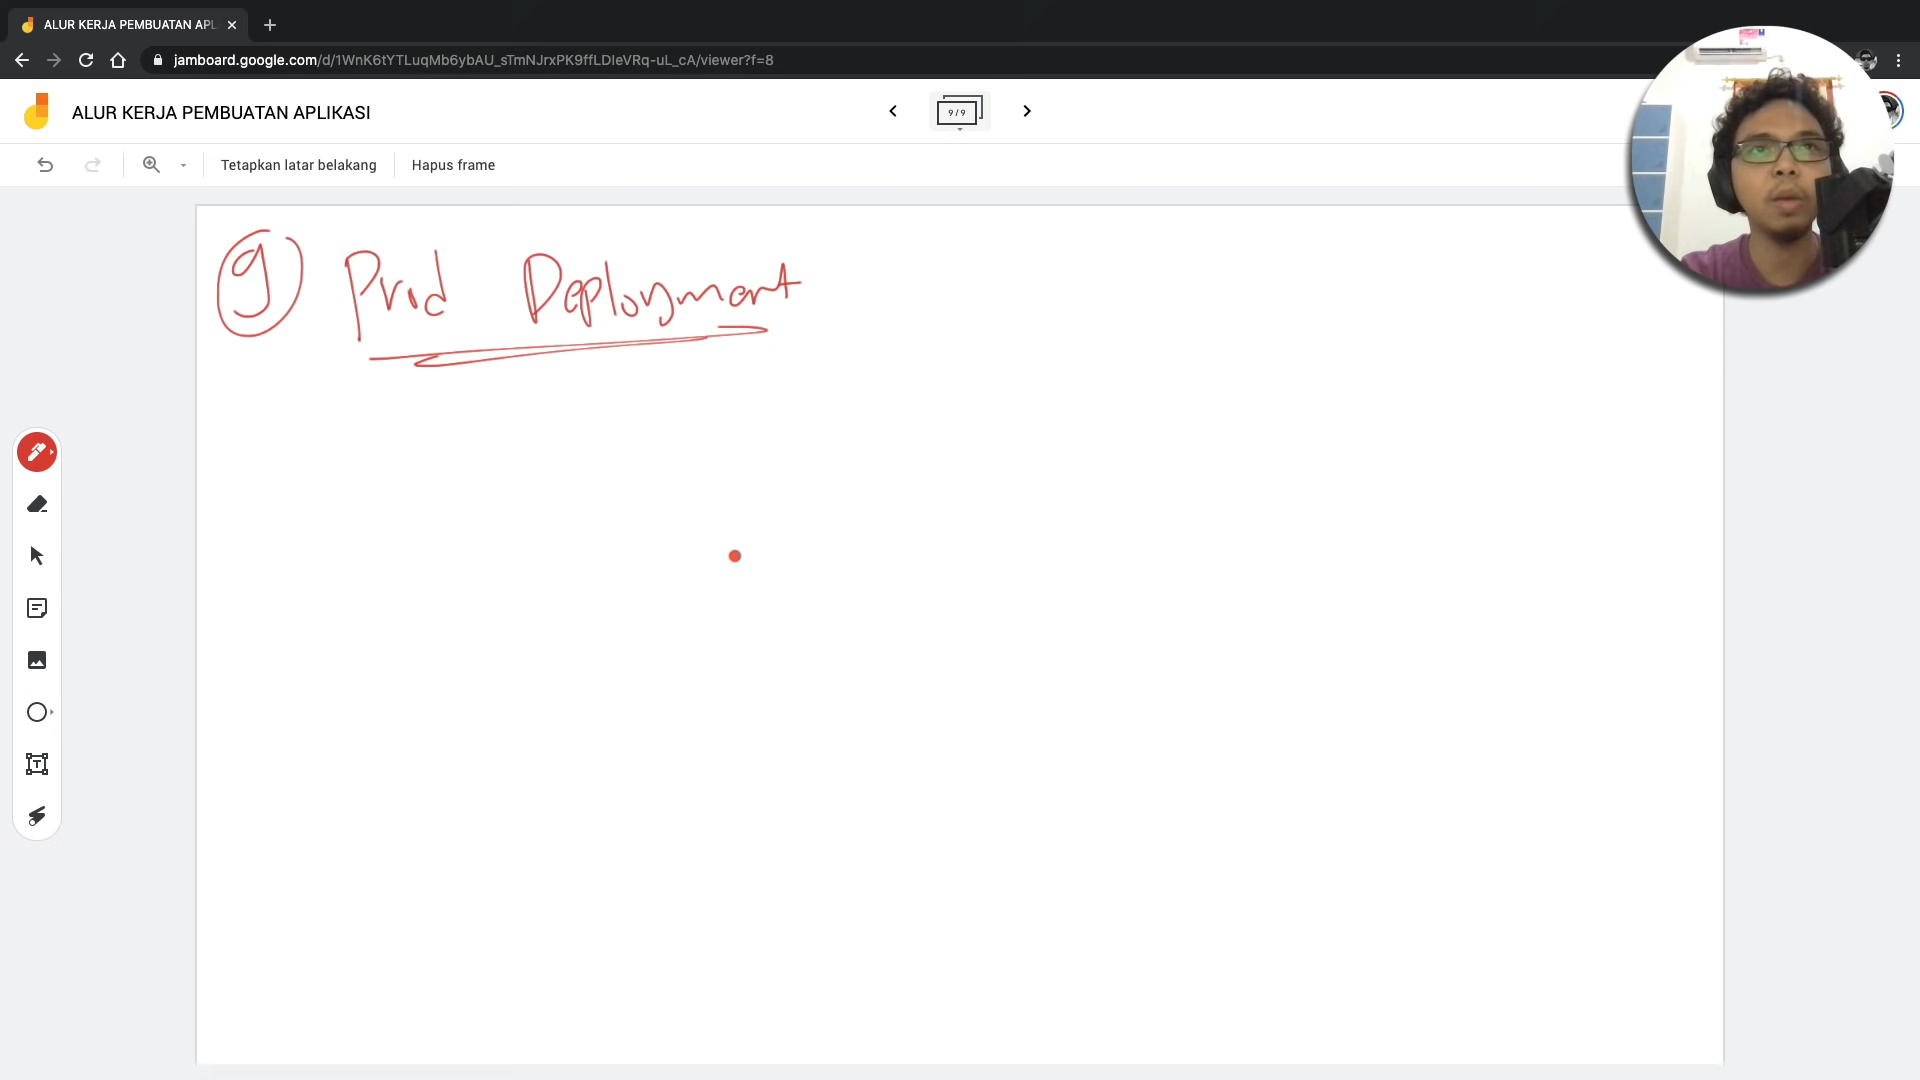 ALUR KERJA PEMBUATAN APL
jamboard.google.com/d/1WnK6tYTLuqMb6ybAU_sTmNJrxPK9ffLDIeVRq-uL_cA/viewer?f=8
ALUR KERJA PEMBUATAN APLIKASI
9/9
Tetapkan latar belakang
Hapus frame
9 Prod Deployment